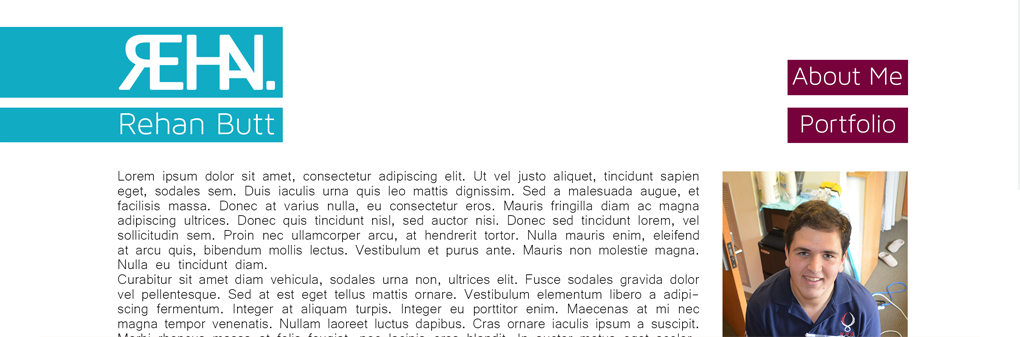 REHN.
Rehan Butt
About Me
Portfolio
Lorem ipsum dolor sit amet, consectetur adipiscing elit. Ut vel justo aliquet, tincidunt sapien
eget, sodales sem. Duis iaculis urna quis leo mattis dignissim. Sed a malesuada augue, et
facilisis massa. Donec at varius nulla, eu consectetur eros. Mauris fringilla diam ac magna
adipiscing ultrices. Donec quis tincidunt nisl, sed auctor nisi. Donec sed tincidunt lorem, vel
sollicitudin sem. Proin nec ullamcorper arcu, at hendrerit tortor. Nulla mauris enim, eleifend
at arcu quis, bibendum mollis lectus. Vestibulum et purus ante. Mauris non molestie magna.
Nulla eu tincidunt diam.
Curabitur sit amet diam vehicula, sodales urna non, ultrices elit. Fusce sodales gravida dolor
vel pellentesque. Sed at est eget tellus mattis ornare. Vestibulum elementum libero a adipi-
scing fermentum. Integer at aliquam turpis. Integer eu porttitor enim. Maecenas at mi nec
magna tempor venenatis. Nullam laoreet luctus dapibus. Cras ornare iaculis ipsum a suscipit.